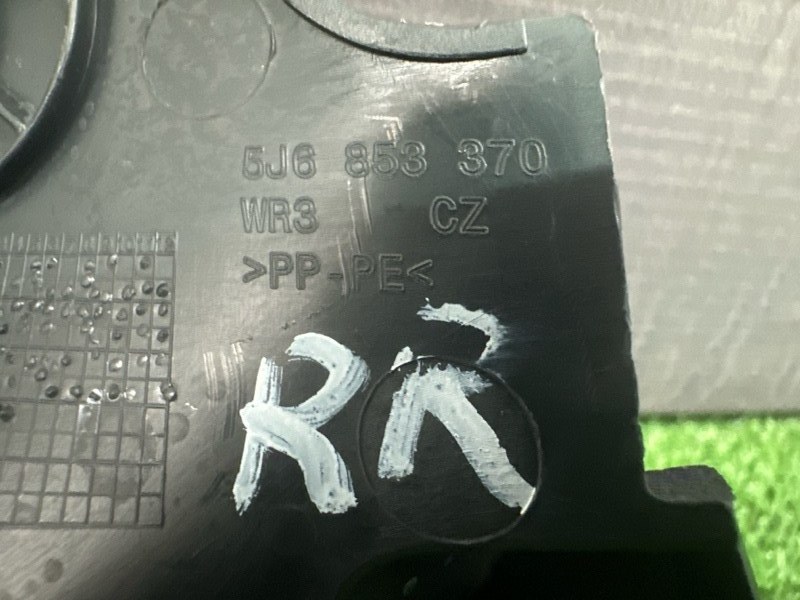 5J6 853 370
WR3 CZ
>PP-PE<
RR